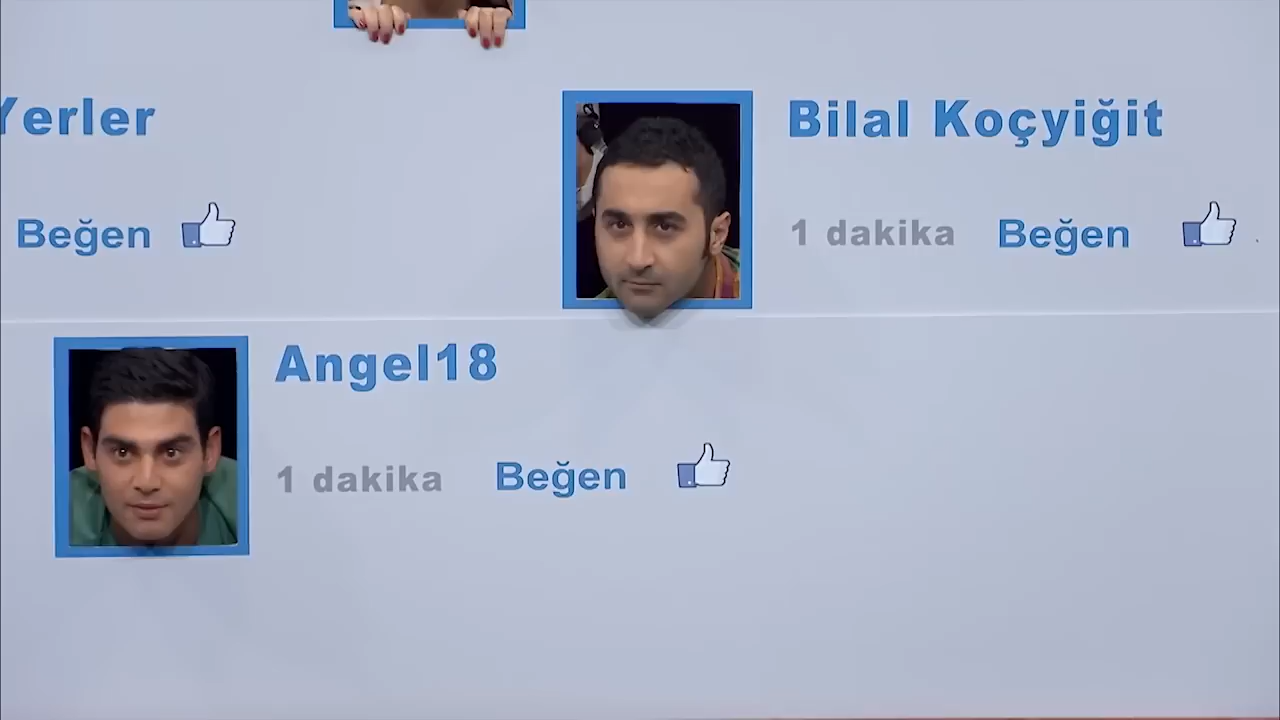 Yerler
Beğen
Bilal Koçyiğit
1 dakika Beğen
Angel18
1 dakika Beğen